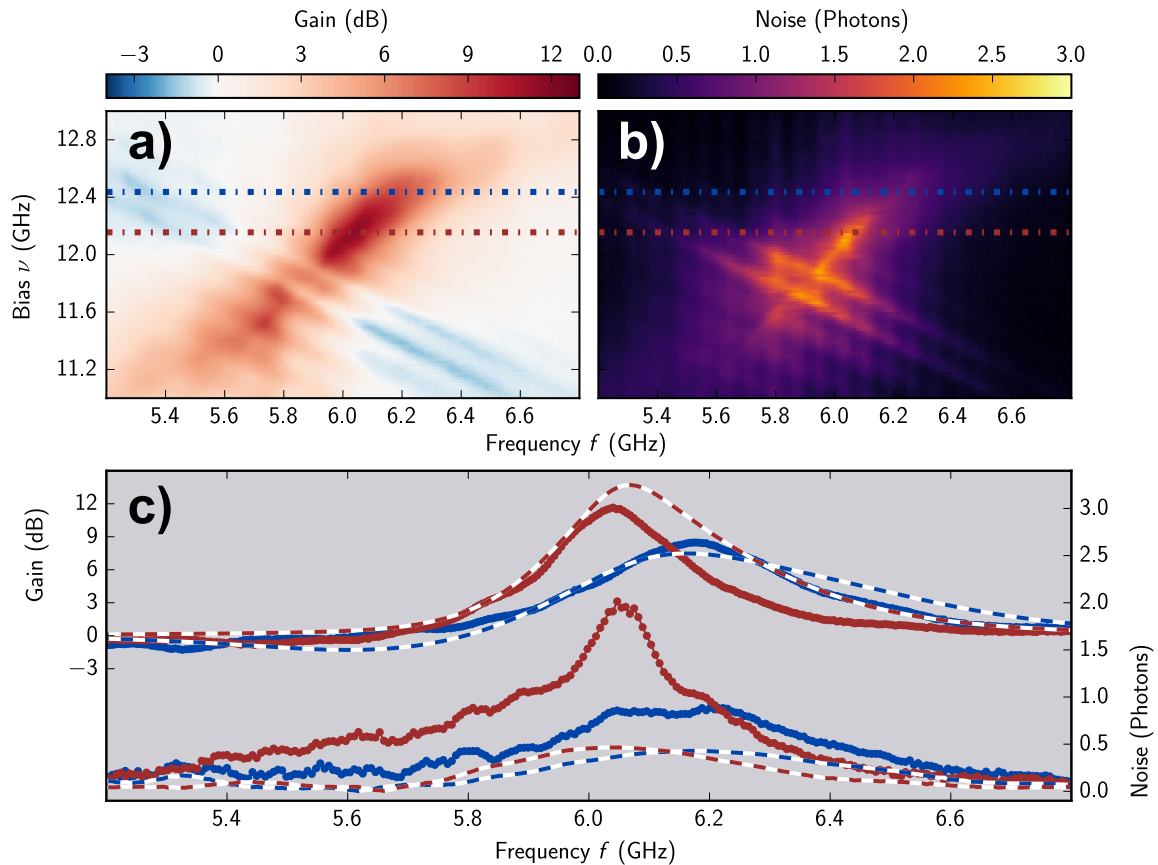 Gain (dB)
Noise (Photons)
−3 0 3 6 9 12
0.0 0.5 1.0 1.5 2.0 2.5 3.0
a)
b)
Bias ν (GHz)
12.8
12.4
12.0
11.6
11.2
5.4 5.6 5.8 6.0 6.2 6.4 6.6
5.4 5.6 5.8 6.0 6.2 6.4 6.6
Frequency f (GHz)
c)
Gain (dB)
12
9
6
3
0
−3
3.0
2.5
2.0
1.5
1.0
0.5
0.0
Noise (Photons)
5.4 5.6 5.8 6.0 6.2 6.4 6.6
Frequency f (GHz)